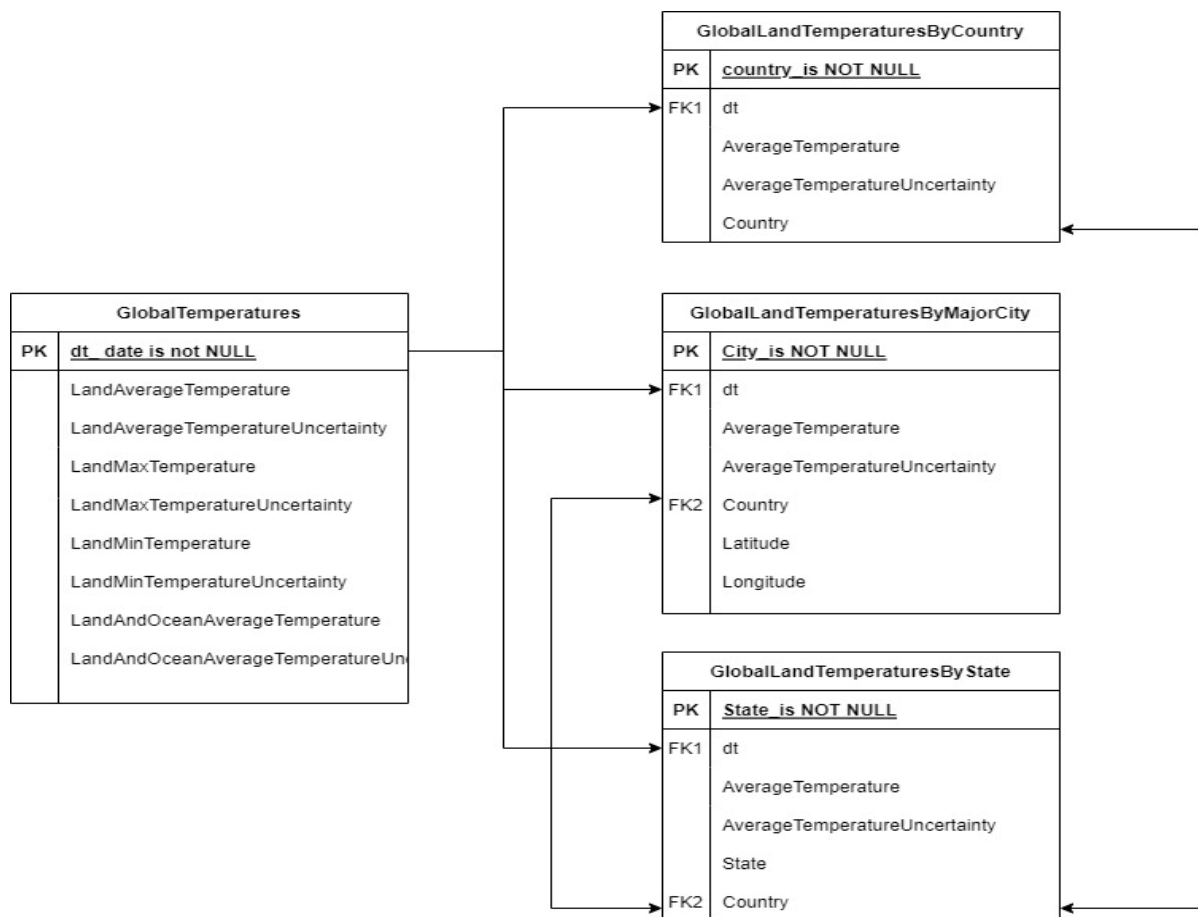 GlobalLandTemperaturesByCountry
PK country_is NOT NULL
FK1 dt
AverageTemperature
AverageTemperatureUncertainty
Country
GlobalTemperatures
PK dt_ date is not NULL
LandAverageTemperature
LandAverageTemperatureUncertainty
LandMaxTemperature
LandMaxTemperatureUncertainty
LandMinTemperature
LandMinTemperatureUncertainty
LandAndOceanAverageTemperature
LandAndOceanAverageTemperatureUn
GlobalLandTemperaturesByMajorCity
PK City_is NOT NULL
FK1 dt
AverageTemperature
AverageTemperatureUncertainty
FK2 Country
Latitude
Longitude
GlobalLandTemperaturesByState
PK State_is NOT NULL
FK1 dt
AverageTemperature
AverageTemperatureUncertainty
State
FK2 Country